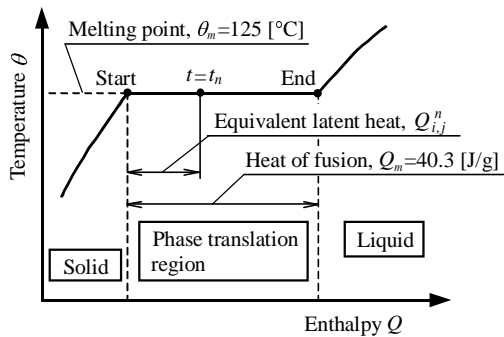 Melting point, θm=125 [°C]
Start
t=tn
End
Equivalent latent heat, Q^n_i,j
Heat of fusion, Qm=40.3 [J/g]
Solid
Phase translation
region
Liquid
Temperature θ
Enthalpy Q